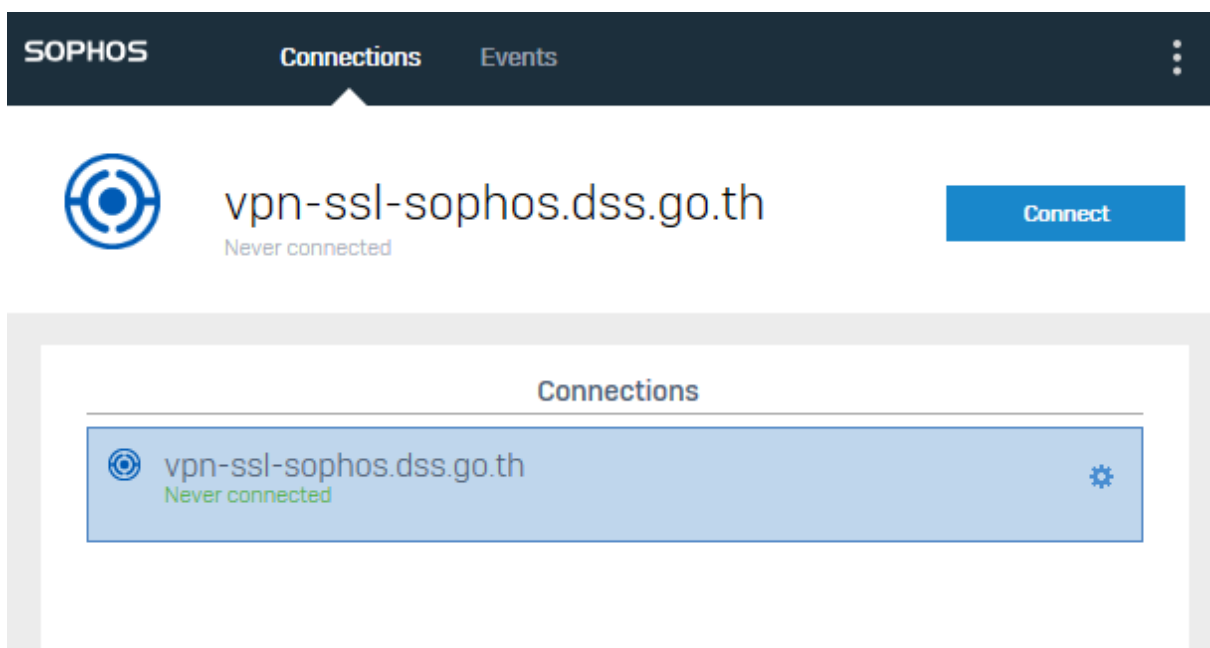 SOPHOS Connections Events
vpn-ssl-sophos.dss.go.th
Never connected
Connect
Connections
vpn-ssl-sophos.dss.go.th
Never connected